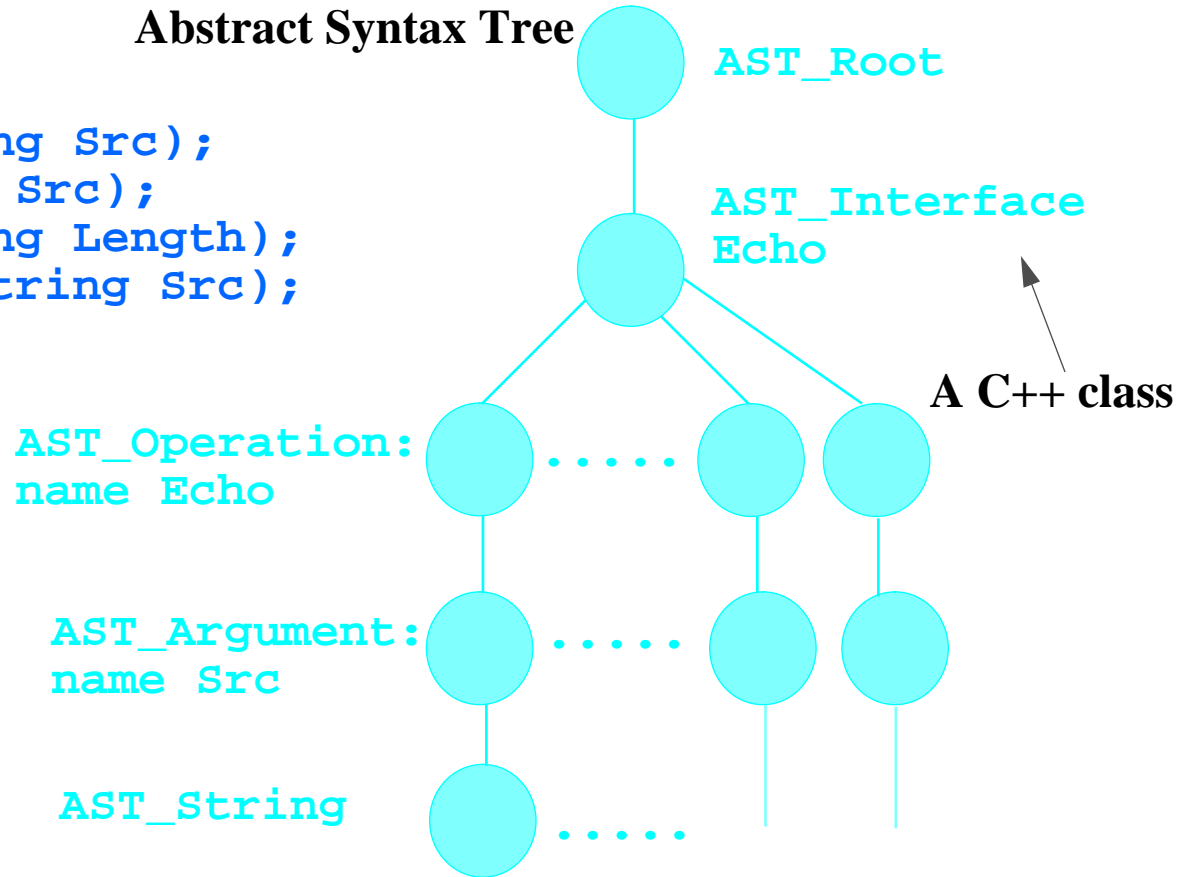 Abstract Syntax Tree
AST_Root
ng Src);
Src);
ng Length);
tring Src);
AST_Interface
Echo
A C++ class
AST_Operation:
name Echo
.....
AST_Argument:
name Src
.....
AST_String
.....